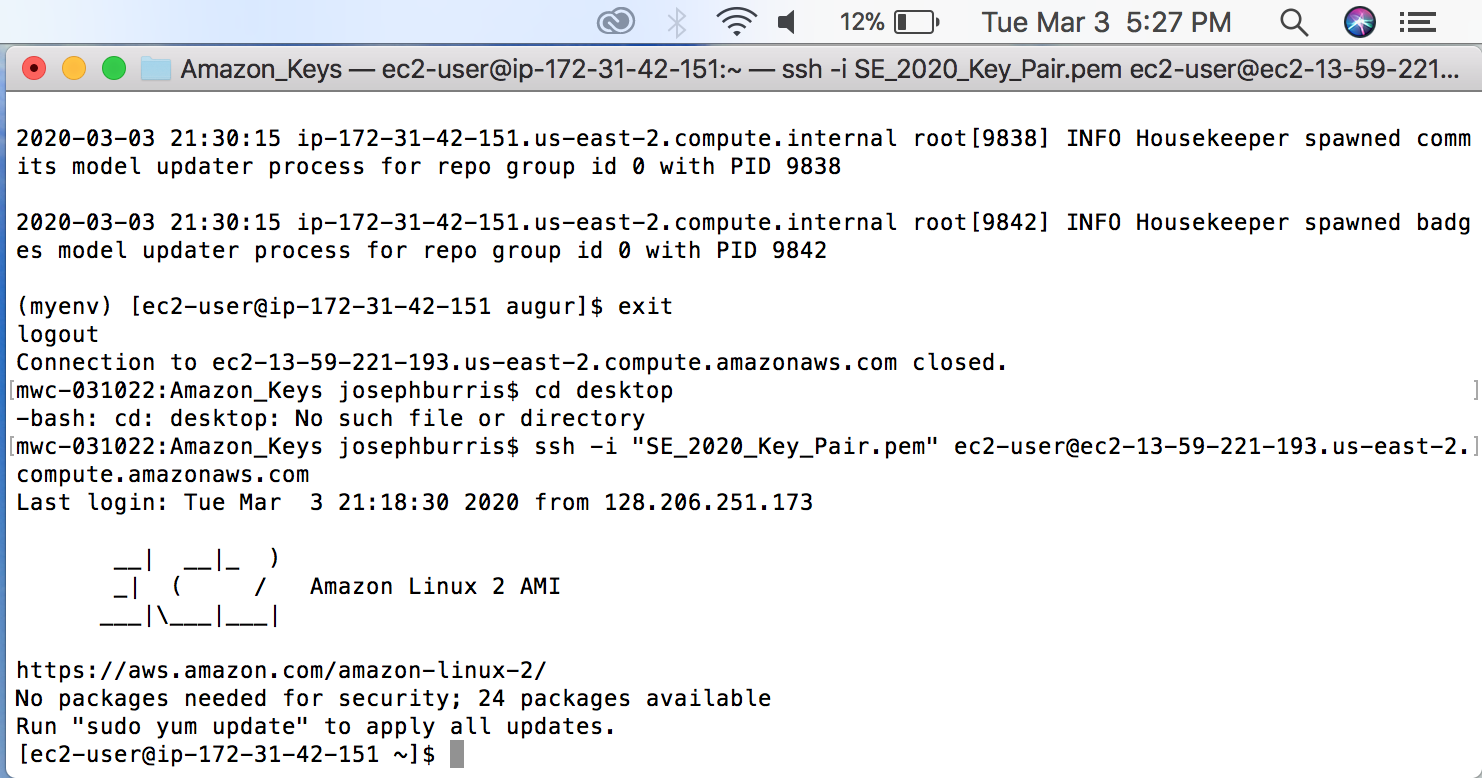 12% Tue Mar 3 5:27 PM
Amazon_Keys — ec2-user@ip-172-31-42-151:~ — ssh -i SE_2020_Key_Pair.pem ec2-user@ec2-13-59-221...
2020-03-03 21:30:15 ip-172-31-42-151.us-east-2.compute.internal root[9838] INFO Housekeeper spawned comm
its model updater process for repo group id 0 with PID 9838
2020-03-03 21:30:15 ip-172-31-42-151.us-east-2.compute.internal root[9842] INFO Housekeeper spawned badg
es model updater process for repo group id 0 with PID 9842
(myenv) [ec2-user@ip-172-31-42-151 augur]$ exit
logout
Connection to ec2-13-59-221-193.us-east-2.compute.amazonaws.com closed.
[mwc-031022:Amazon_Keys josephburris$ cd desktop ]
-bash: cd: desktop: No such file or directory
[mwc-031022:Amazon_Keys josephburris$ ssh -i "SE_2020_Key_Pair.pem" ec2-user@ec2-13-59-221-193.us-east-2.]
compute.amazonaws.com
Last login: Tue Mar  3 21:18:30 2020 from 128.206.251.173
       __|  __|_  )
       _|  (     /   Amazon Linux 2 AMI
      ___|\___|___|
https://aws.amazon.com/amazon-linux-2/
No packages needed for security; 24 packages available
Run "sudo yum update" to apply all updates.
[ec2-user@ip-172-31-42-151 ~]$